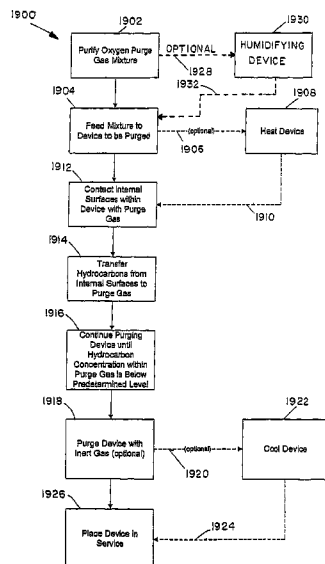 1900
1902
Purify Oxygen Purge
Gas Mixture
OPTIONAL
1928
1930
HUMIDIFYING
DEVICE
1932
1904
Feed Mixture to
Device to be Purged
(optional)
1906
1908
Heat Device
1910
1912
Contact Internal
Surfaces within
Device with Purge
Gas
1914
Transfer
Hydrocarbons from
Internal Surfaces to
Purge Gas
1916
Continue Purging
Device until
Hydrocarbon
Concentration within
Purge Gas is Below
Predetermined Level
1918
Purge Device with
Inert Gas (optional)
(optional)
1920
1922
Cool Device
1924
1926
Place Device in
Service